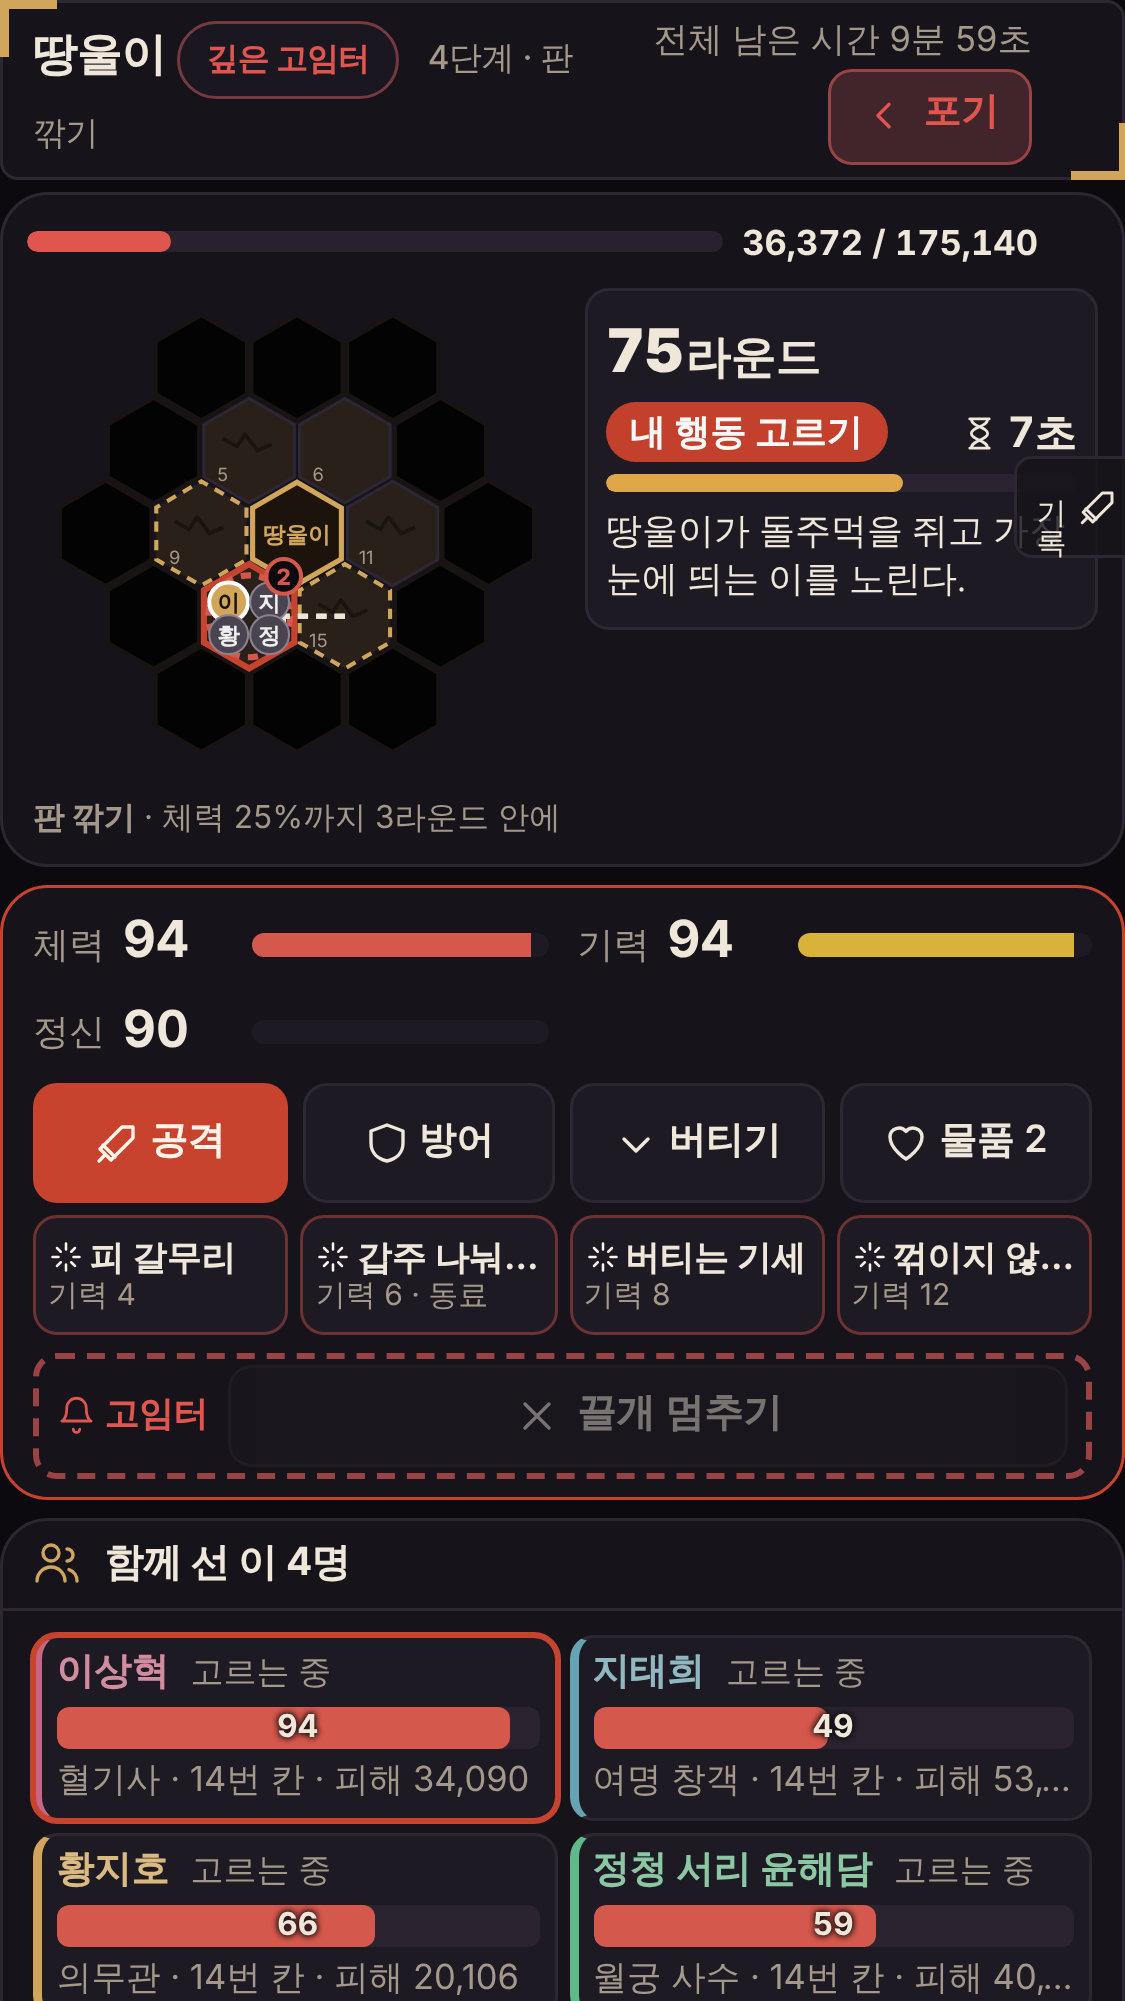 땅울이 깊은 고임터 4단계 · 판 깎기
전체 남은 시간 9분 59초
포기
36,372 / 175,140
5
6
9
땅울이
11
2
이
지
황
정
15
75라운드
내 행동 고르기
7초
땅울이가 돌주먹을 쥐고
눈에 띄는 이를 노린다.
기록
판 깎기 · 체력 25%까지 3라운드 안에
체력 94
기력 94
정신 90
공격
방어
버티기
물품 2
피 갈무리
기력 4
갑주 나눠...
기력 6 · 동료
버티는 기세
기력 8
꺾이지 않...
기력 12
고임터
끌개 멈추기
함께 선 이 4명
이상혁 고르는 중
94
혈기사 · 14번 칸 · 피해 34,090
지태희 고르는 중
49
여명 창객 · 14번 칸 · 피해 53,...
황지호 고르는 중
66
의무관 · 14번 칸 · 피해 20,106
정청 서리 윤해담 고르는 중
59
월궁 사수 · 14번 칸 · 피해 40,...